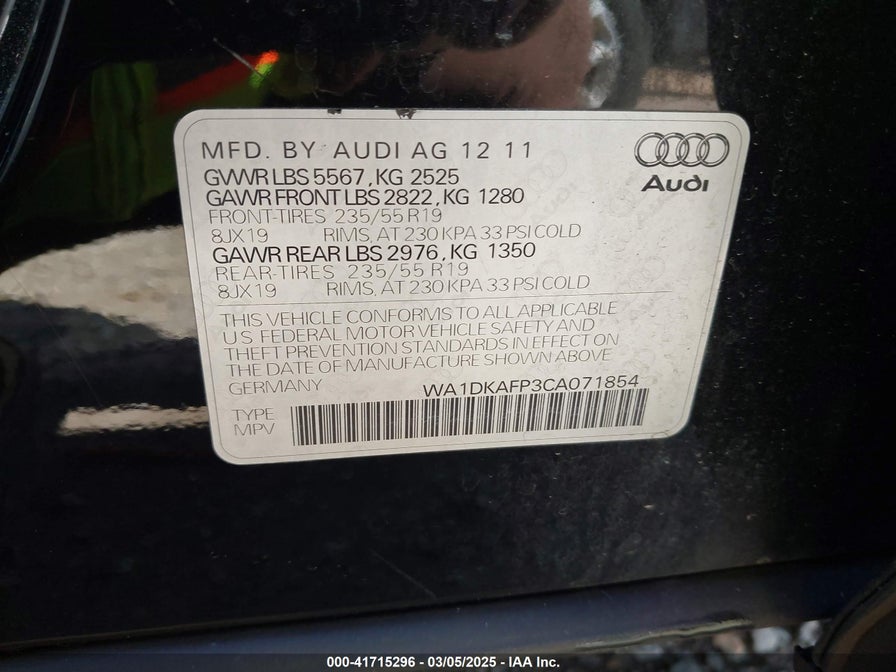 MFD. BY AUDI AG 12 11
GVWR LBS 5567, KG 2525
GAWR FRONT LBS 2822, KG 1280
FRONT-TIRES 235/55 R19
8JX19 RIMS, AT 230 KPA 33 PSI COLD
GAWR REAR LBS 2976, KG 1350
REAR-TIRES 235/55 R19
8JX19 RIMS, AT 230 KPA 33 PSI COLD
Audi
THIS VEHICLE CONFORMS TO ALL APPLICABLE
U S FEDERAL MOTOR VEHICLE SAFETY AND
THEFT PREVENTION STANDARDS IN EFFECT ON
THE DATE OF MANUFACTURE SHOWN ABOVE
GERMANY WA1DKAFP3CA071854
TYPE
MPV
000-41715296 - 03/05/2025 - IAA Inc.